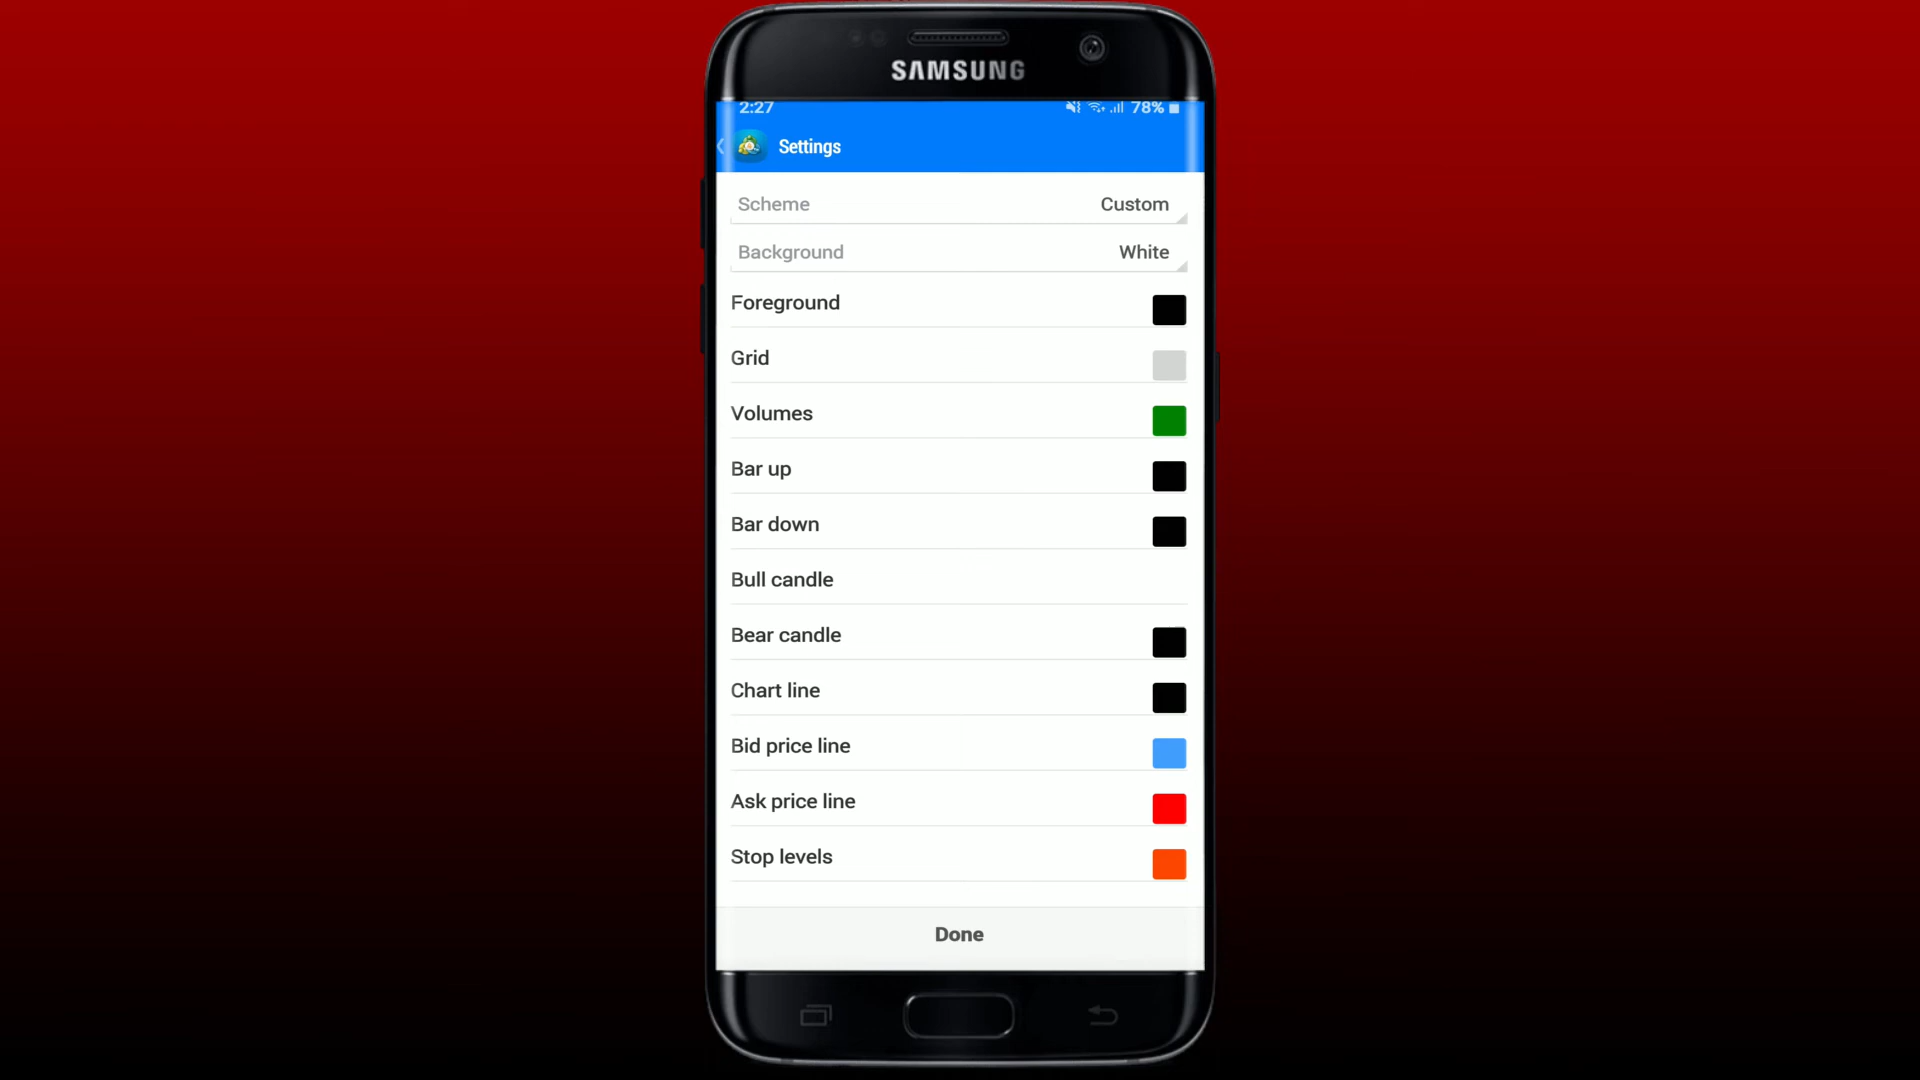 SAMSUNG
2:27 78%
Settings
Scheme Custom
Background White
Foreground
Grid
Volumes
Bar up
Bar down
Bull candle
Bear candle
Chart line
Bid price line
Ask price line
Stop levels
Done